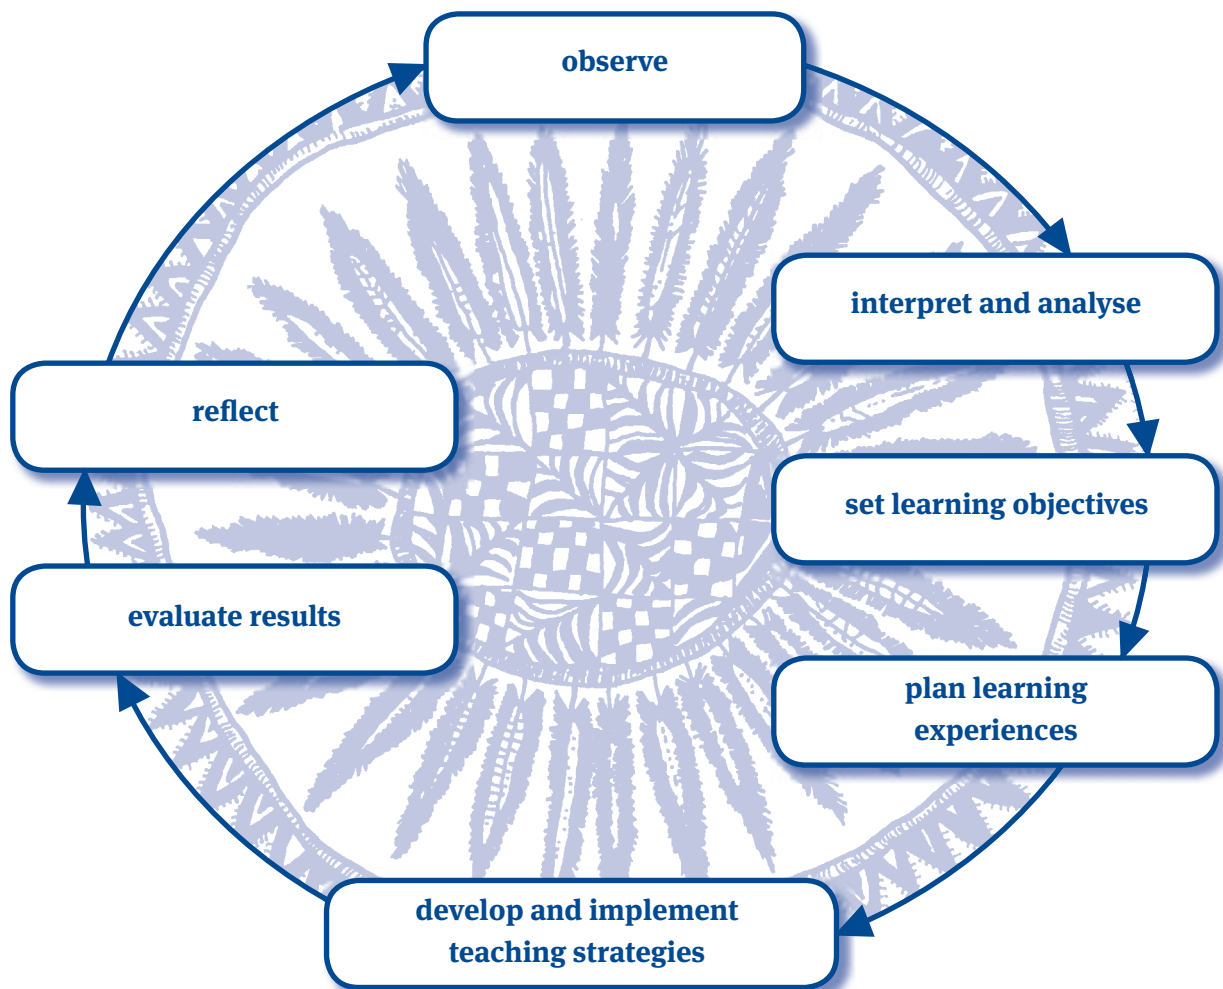 observe
interpret and analyse
set learning objectives
plan learning
experiences
develop and implement
teaching strategies
evaluate results
reflect